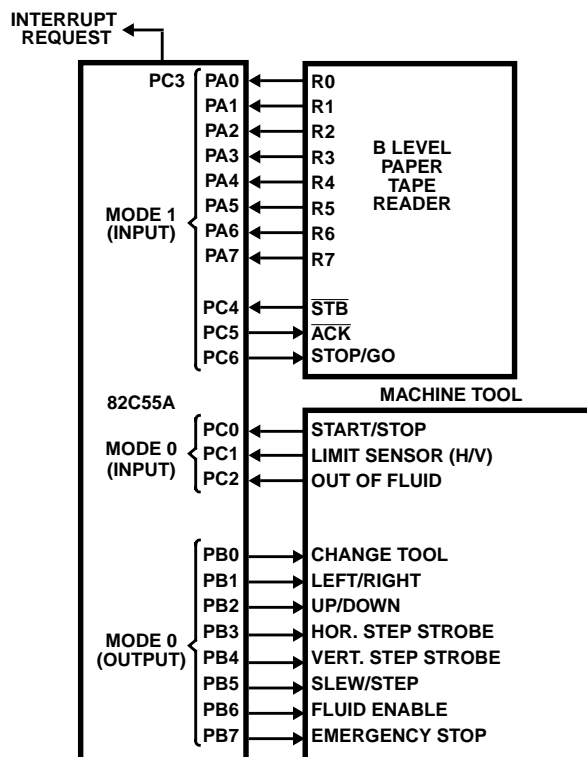 INTERRUPT
REQUEST
PC3 PA0 R0
PA1 R1
PA2 R2
PA3 R3
PA4 R4
PA5 R5
PA6 R6
PA7 R7
MODE 1
(INPUT)
B LEVEL
PAPER
TAPE
READER
PC4 STB
PC5 ACK
PC6 STOP/GO
82C55A
MACHINE TOOL
MODE 0
(INPUT)
PC0 START/STOP
PC1 LIMIT SENSOR (H/V)
PC2 OUT OF FLUID
MODE 0
(OUTPUT)
PB0 CHANGE TOOL
PB1 LEFT/RIGHT
PB2 UP/DOWN
PB3 HOR. STEP STROBE
PB4 VERT. STEP STROBE
PB5 SLEW/STEP
PB6 FLUID ENABLE
PB7 EMERGENCY STOP